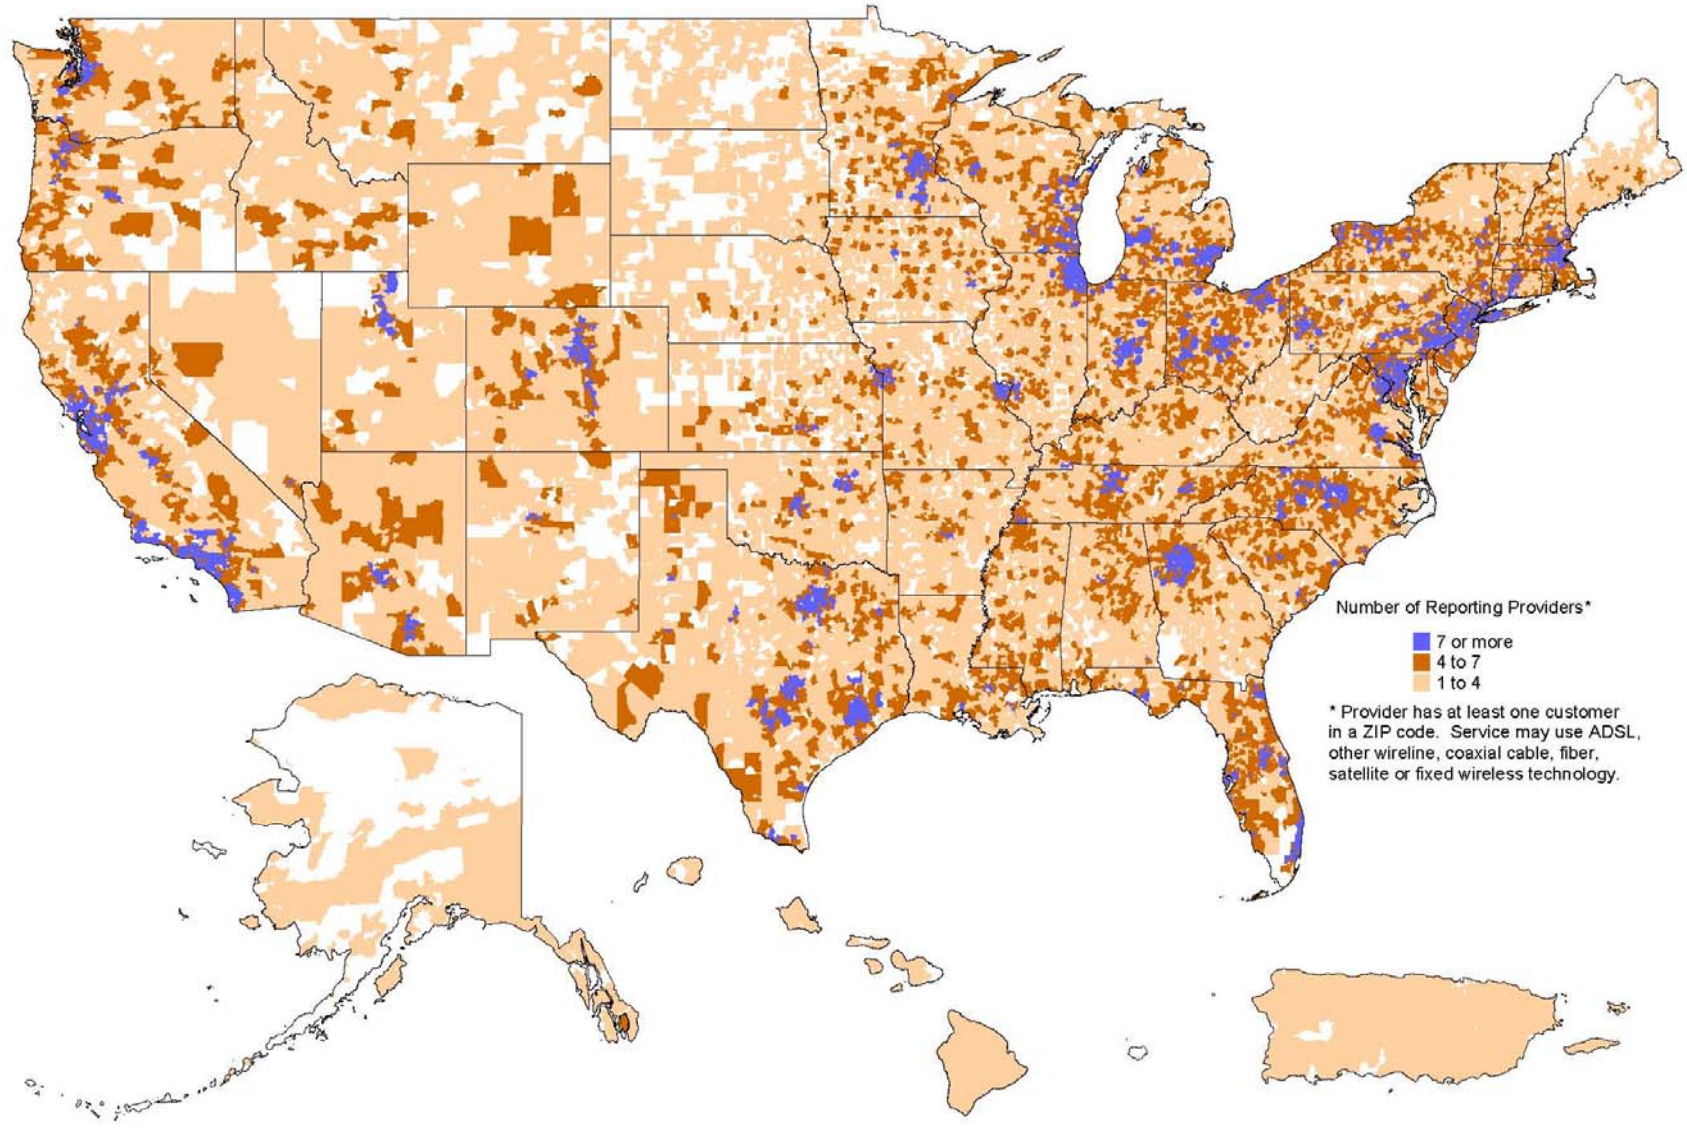 Number of Reporting Providers*
7 or more
4 to 7
1 to 4
* Provider has at least one customer
in a ZIP code. Service may use ADSL,
other wireline, coaxial cable, fiber,
satellite or fixed wireless technology.